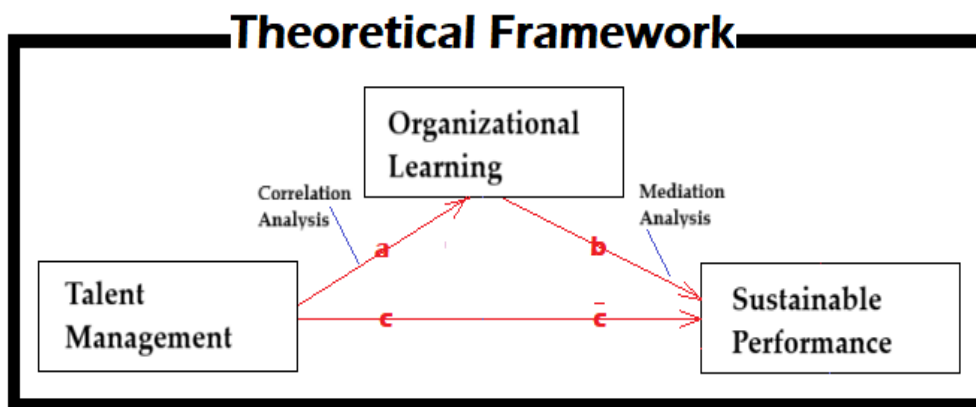 Theoretical Framework
Organizational
Learning
Correlation
Analysis
Mediation
Analysis
a
b
Talent
Management
c
c̄
Sustainable
Performance